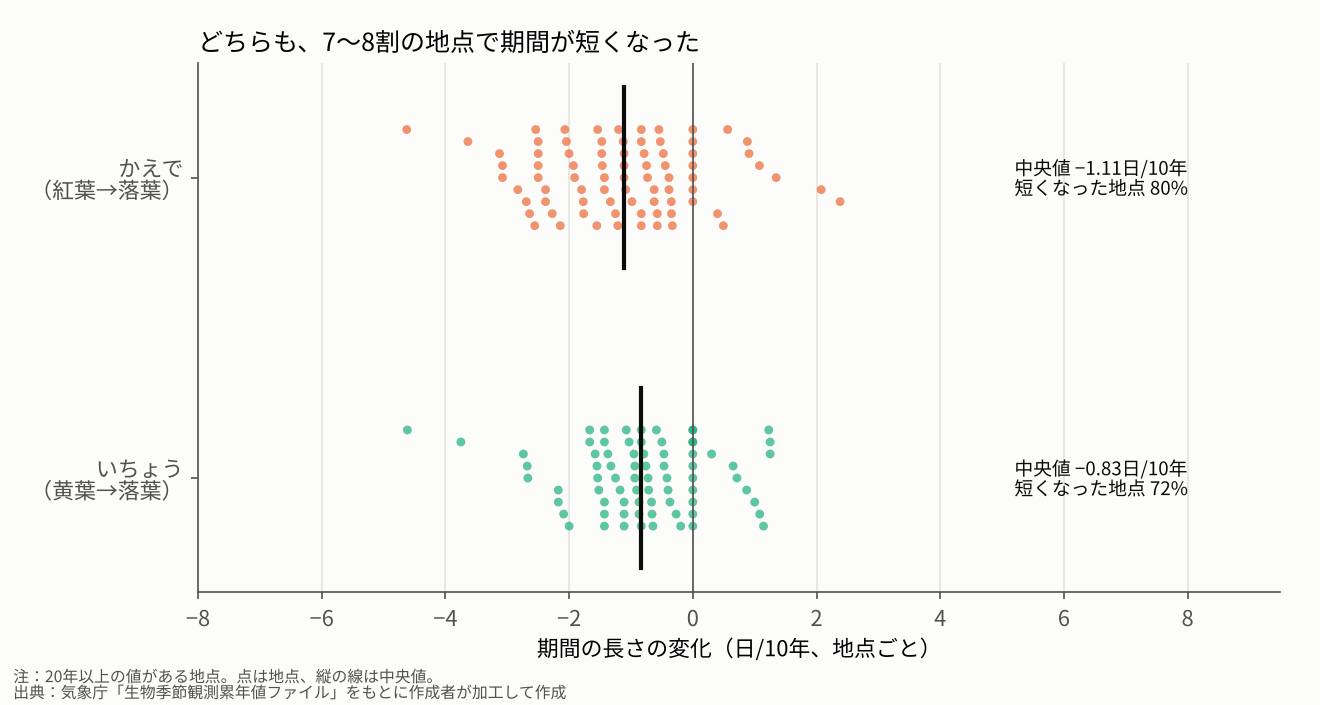 どちらも、7〜8割の地点で期間が短くなった
かえで
（紅葉→落葉）
中央値 −1.11日/10年
短くなった地点 80%
いちょう
（黄葉→落葉）
中央値 −0.83日/10年
短くなった地点 72%
−8 −6 −4 −2 0 2 4 6 8
期間の長さの変化（日/10年、地点ごと）
注：20年以上の値がある地点。点は地点、縦の線は中央値。
出典：気象庁「生物季節観測累年値ファイル」をもとに作成者が加工して作成